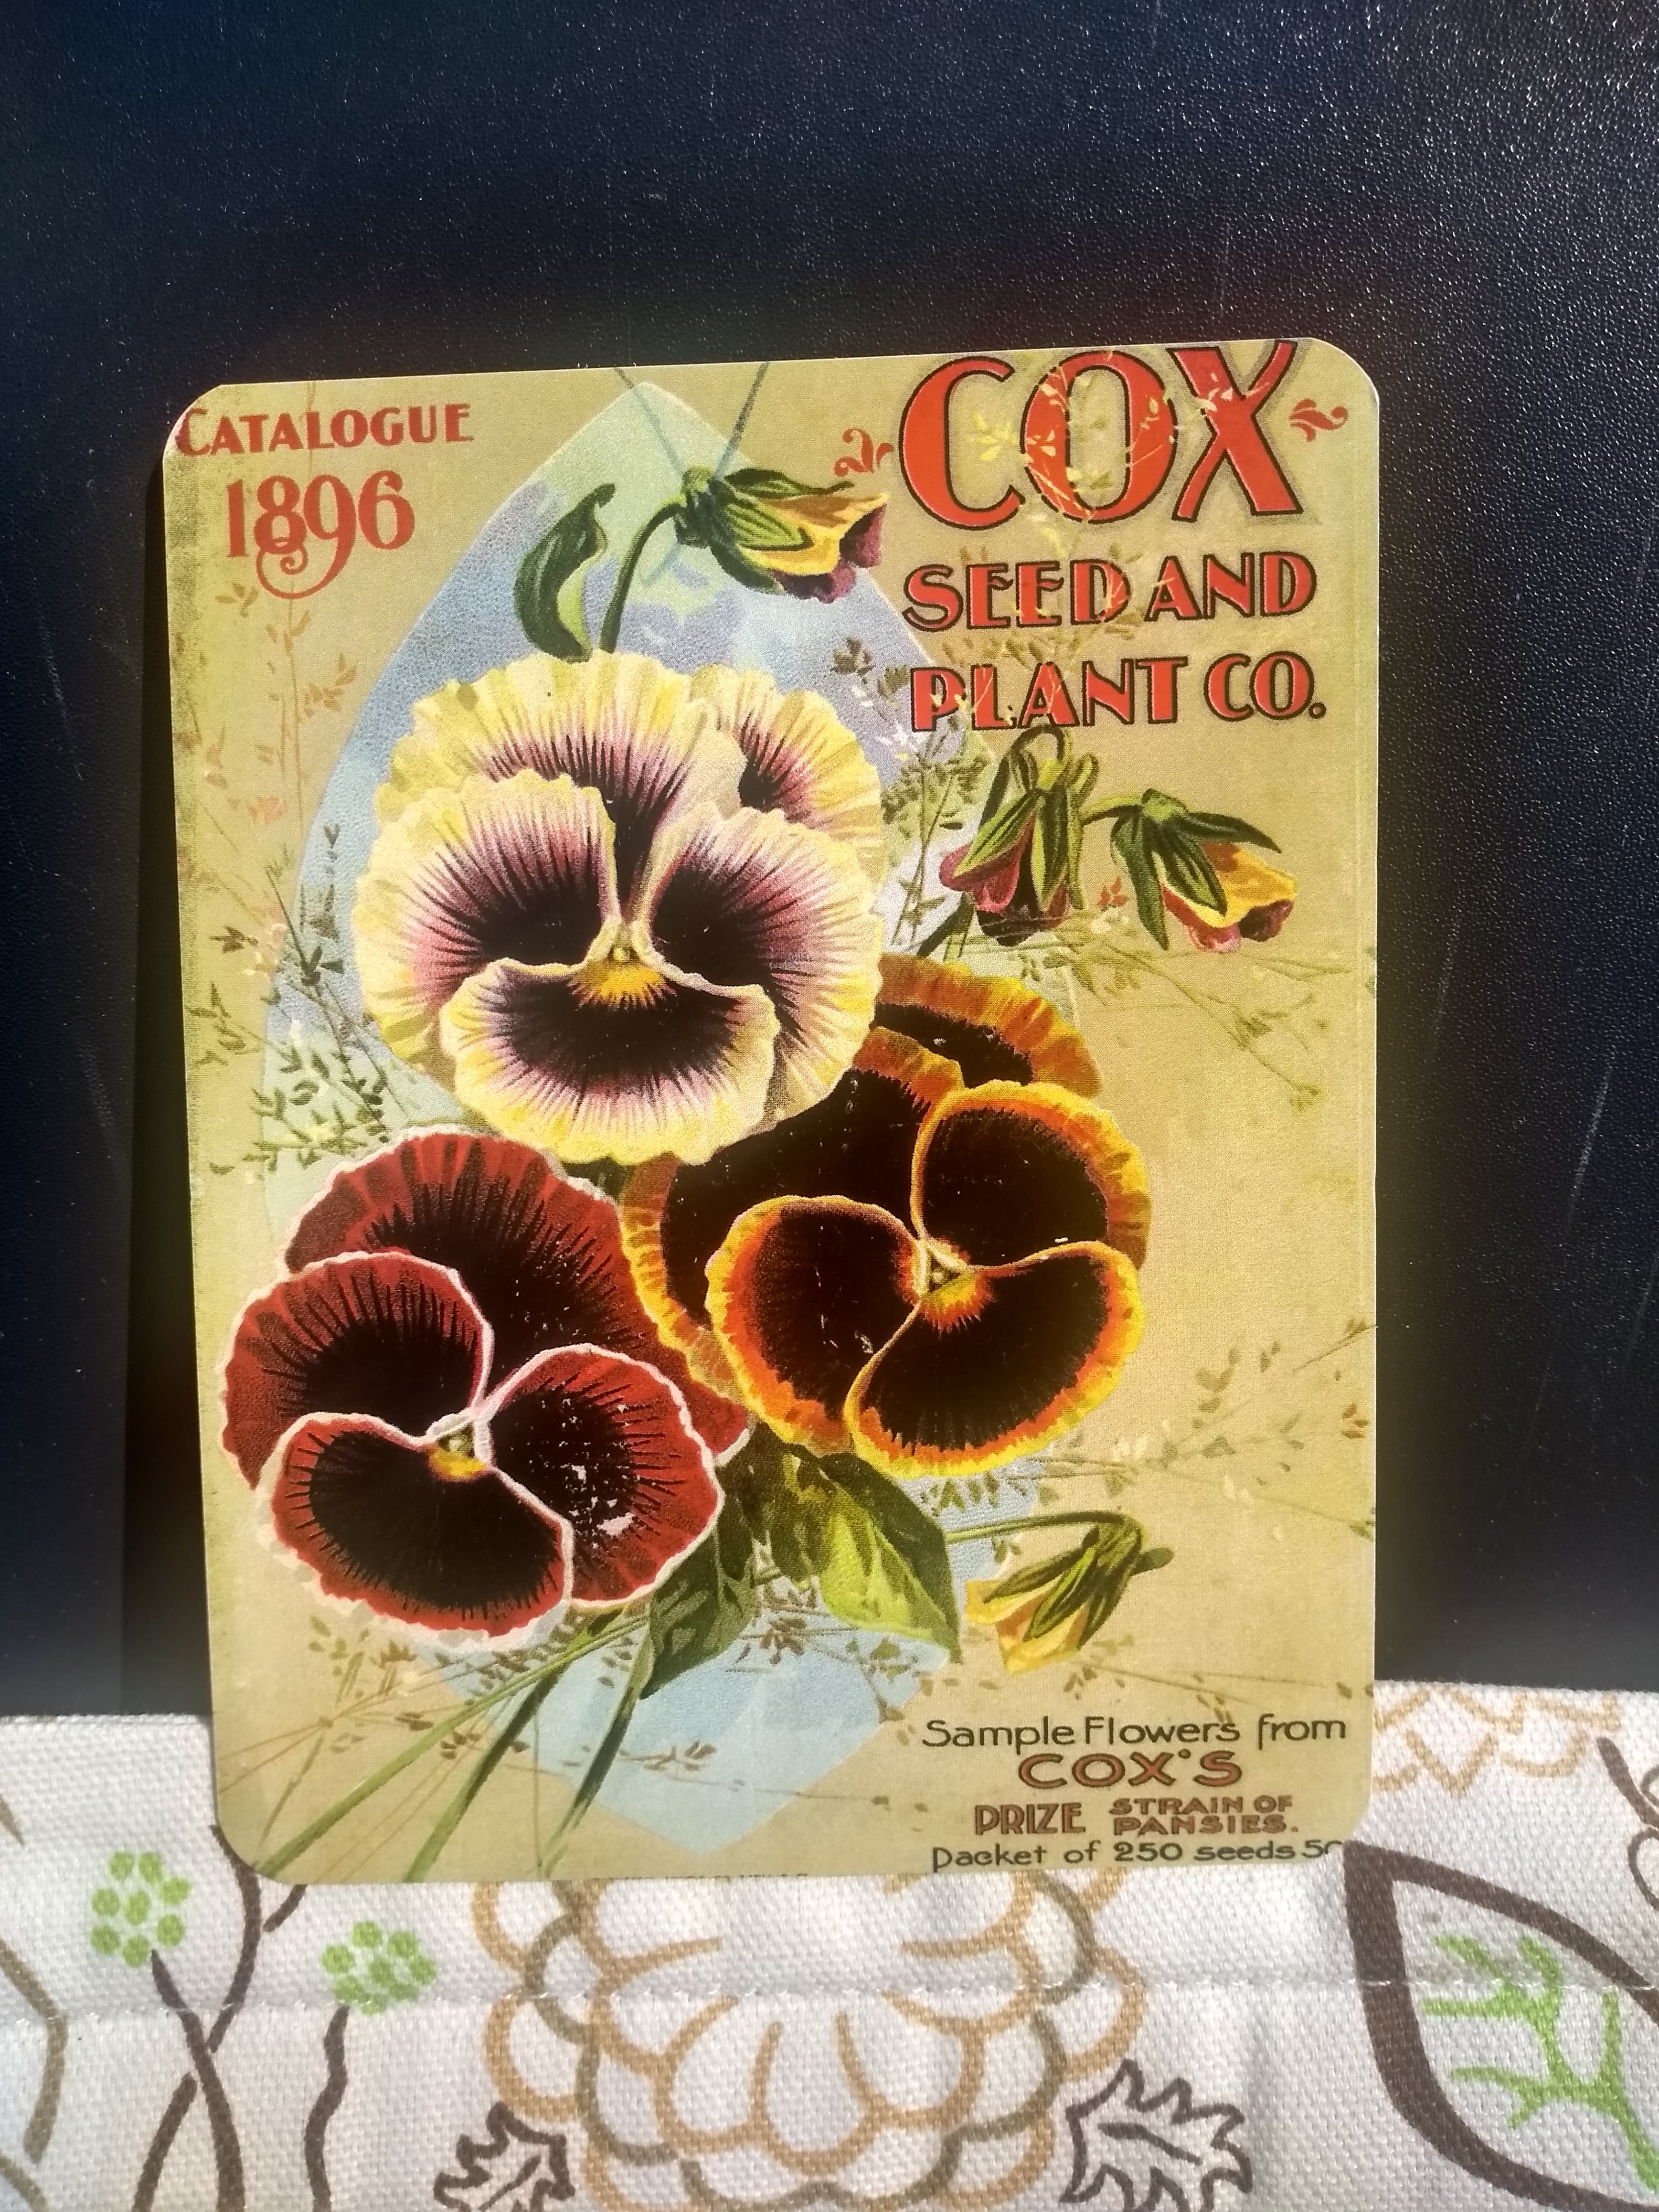 CATALOGUE
1896
COX
SEED AND
PLANT CO.
Sample Flowers from
COX'S
PRIZE STRAIN OF
PANSIES.
Packet of 250 seeds